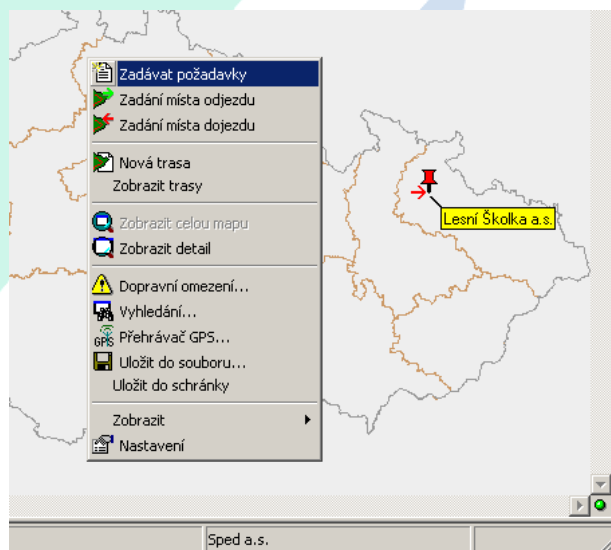 Zadávat požadavky
Zadání místa odjezdu
Zadání místa dojezdu
Nová trasa
Zobrazit trasy
Zobrazit celou mapu
Zobrazit detail
Dopravní omezení...
Vyhledání...
GPS Přehrávač GPS...
Uložit do souboru...
Uložit do schránky
Zobrazit
Nastavení
Lesní Školka a.s.
Sped a.s.